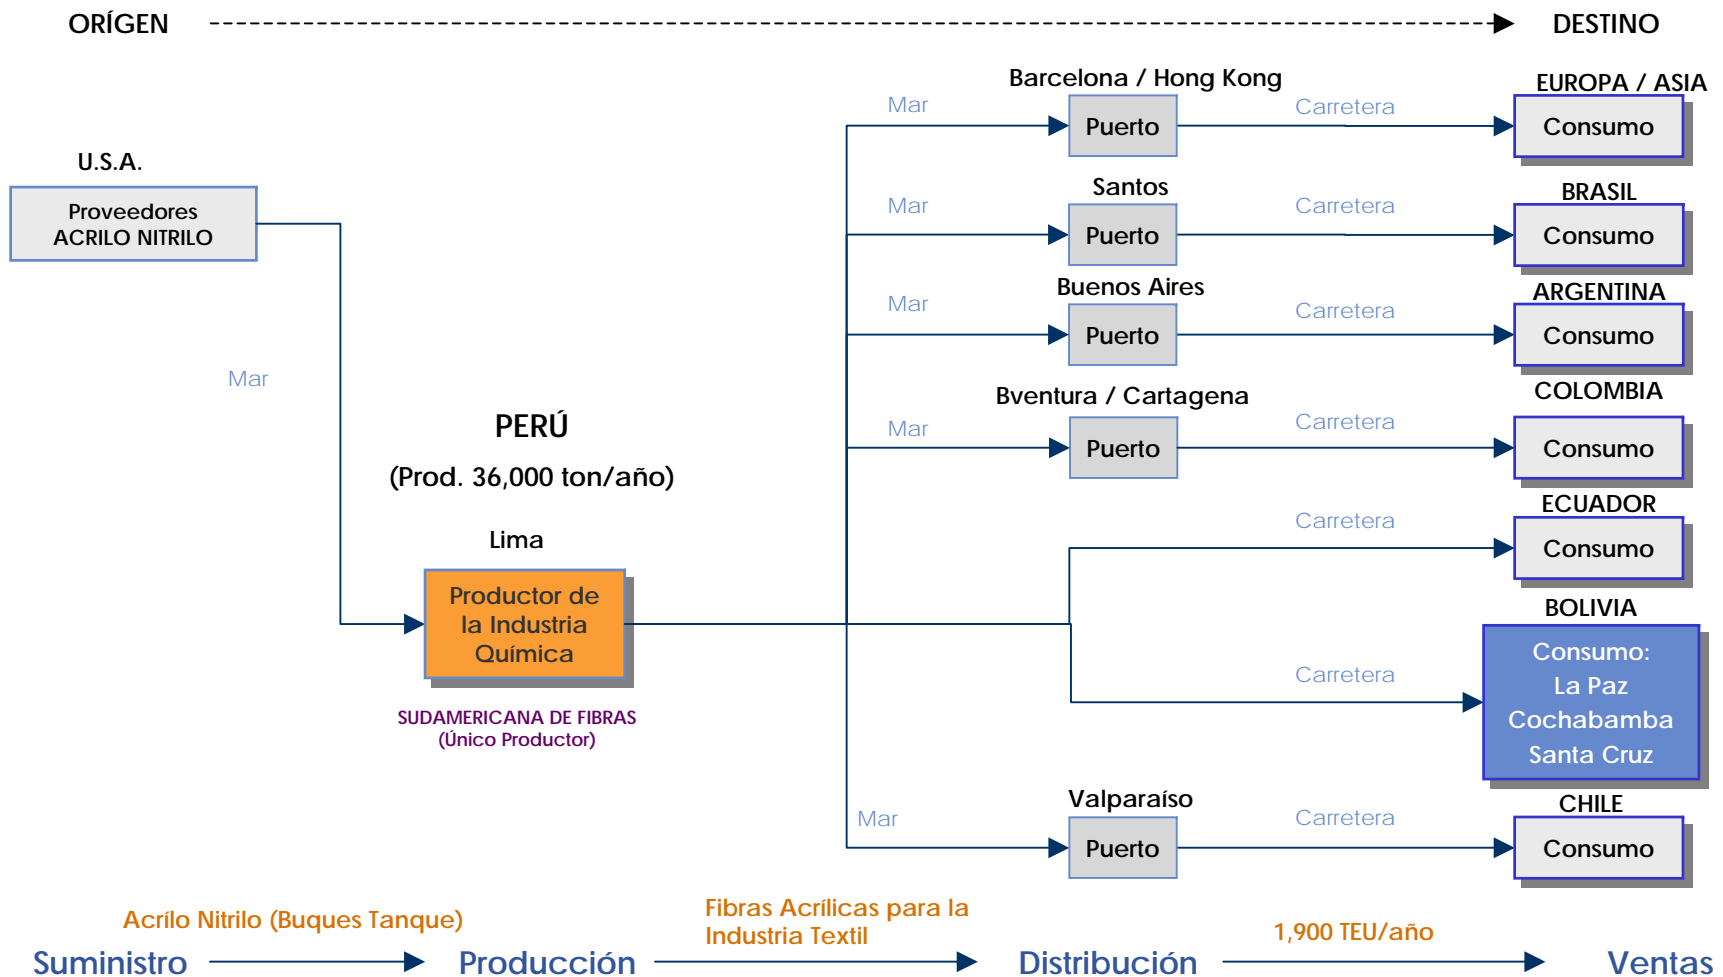 ORÍGEN
DESTINO
Barcelona / Hong Kong
EUROPA / ASIA
Mar
Puerto
Carretera
Consumo
U.S.A.
Proveedores
ACRILO NITRILO
Santos
BRASIL
Mar
Puerto
Carretera
Consumo
Buenos Aires
ARGENTINA
Mar
Puerto
Carretera
Consumo
Mar
Bventura / Cartagena
COLOMBIA
Mar
Puerto
Carretera
Consumo
PERÚ
(Prod. 36,000 ton/año)
ECUADOR
Carretera
Consumo
Lima
Productor de
la Industria
Química
SUDAMERICANA DE FIBRAS
(Único Productor)
BOLIVIA
Carretera
Consumo:
La Paz
Cochabamba
Santa Cruz
Valparaíso
CHILE
Mar
Puerto
Carretera
Consumo
Acrílo Nitrilo (Buques Tanque)
Fibras Acrílicas para la
Industria Textil
1,900 TEU/año
Suministro
Producción
Distribución
Ventas